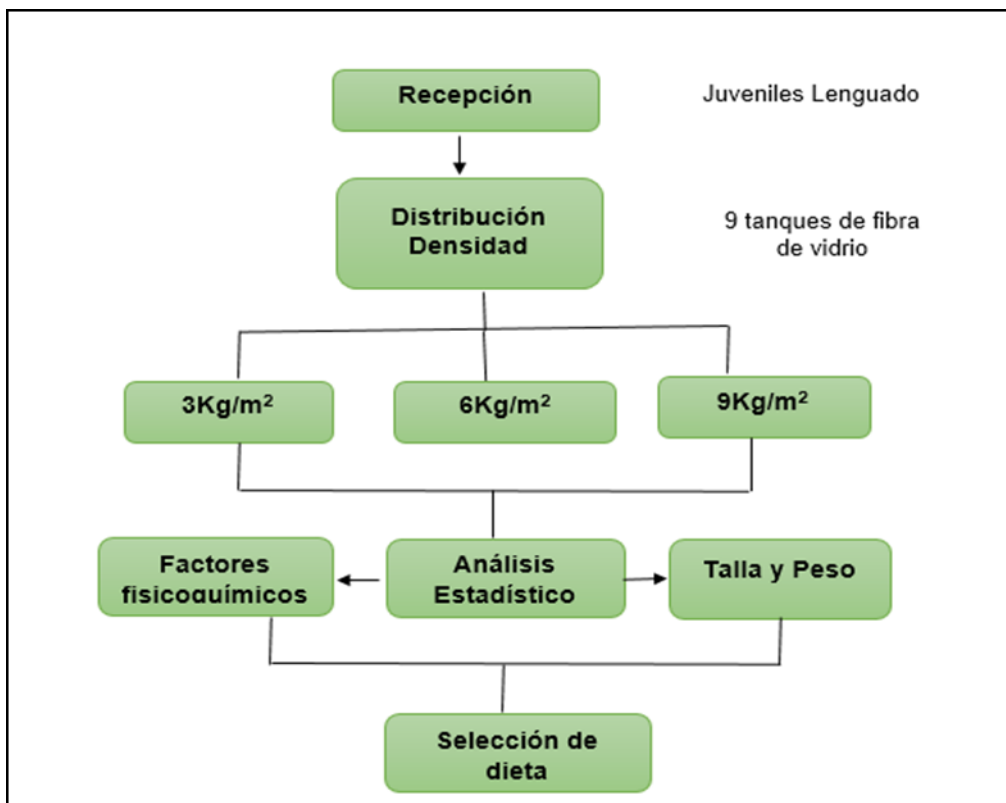 Recepción
Juveniles Lenguado
Distribución
Densidad
9 tanques de fibra
de vidrio
3Kg/m²
6Kg/m²
9Kg/m²
Factores
fisicoquímicos
Análisis
Estadístico
Talla y Peso
Selección de
dieta